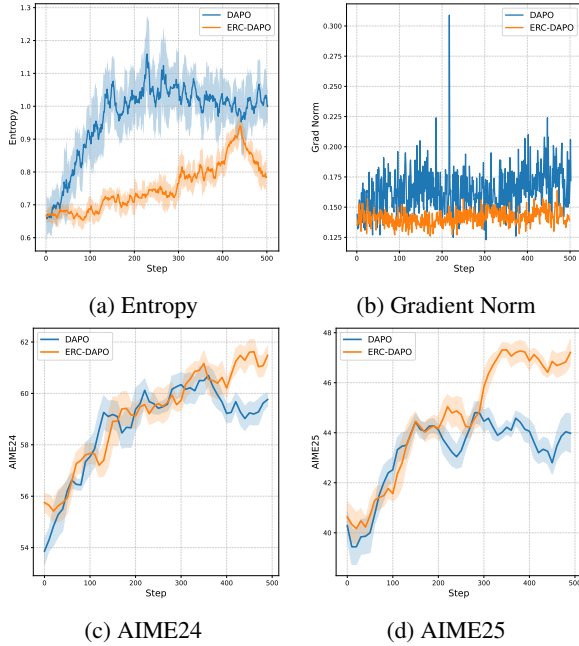 DAPO
ERC-DAPO
1.2
1.1
1.0
0.9
0.8
0.7
0.6
Entropy
0
100
200
300
400
500
Step
(a) Entropy
DAPO
ERC-DAPO
0.300
0.275
0.250
0.225
0.200
0.175
0.150
0.125
Grad Norm
0
100
200
300
400
500
Step
(b) Gradient Norm
DAPO
ERC-DAPO
62
60
58
56
54
AIME24
0
100
200
300
400
500
Step
(c) AIME24
DAPO
ERC-DAPO
48
46
44
42
40
AIME25
0
100
200
300
400
500
Step
(d) AIME25